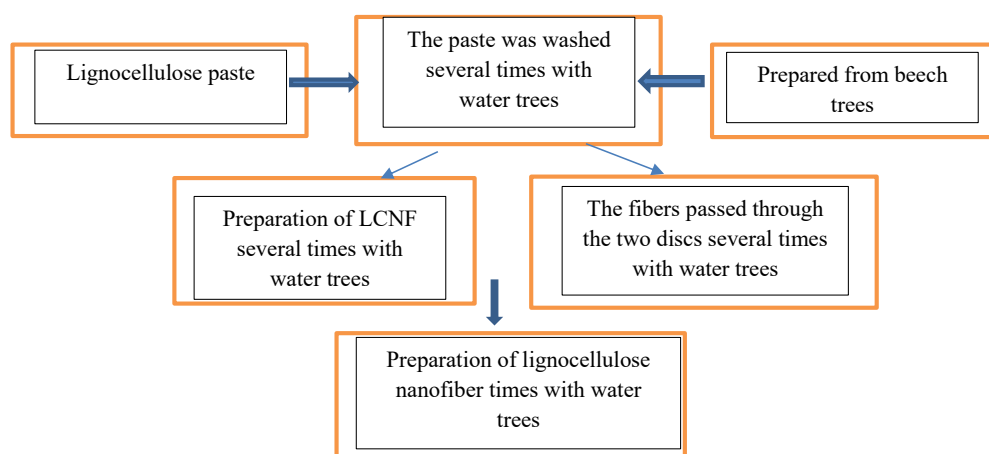 Lignocellulose paste
The paste was washed
several times with
water trees
Prepared from beech
trees
Preparation of LCNF
several times with
water trees
The fibers passed through
the two discs several times
with water trees
Preparation of lignocellulose
nanofiber times with water
trees